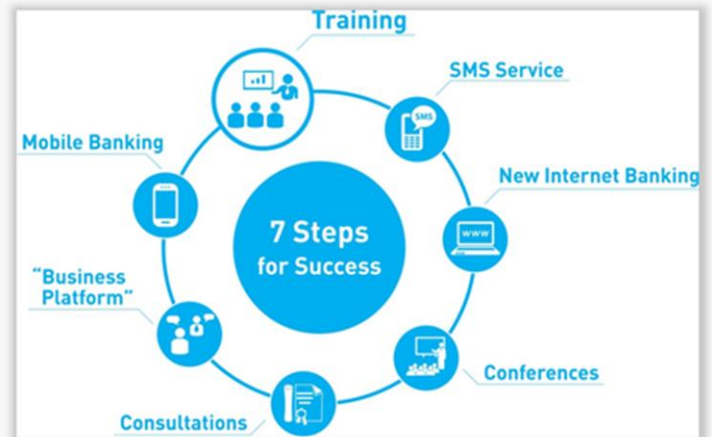 Training
SMS Service
Mobile Banking
New Internet Banking
7 Steps
for Success
"Business
Platform"
Conferences
Consultations
SMS
www